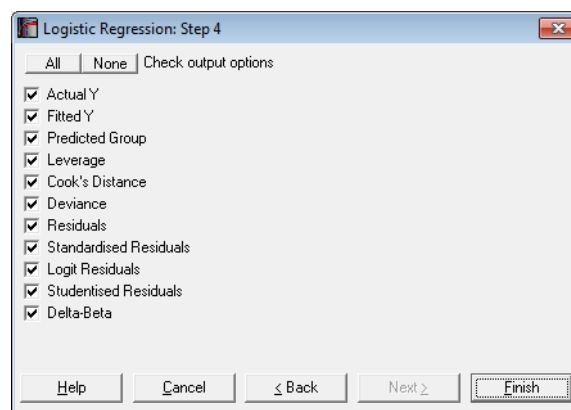 Logistic Regression: Step 4
All None Check output options
Actual Y
Fitted Y
Predicted Group
Leverage
Cook's Distance
Deviance
Residuals
Standardised Residuals
Logit Residuals
Studentised Residuals
Delta-Beta
Help Cancel < Back Next > Finish